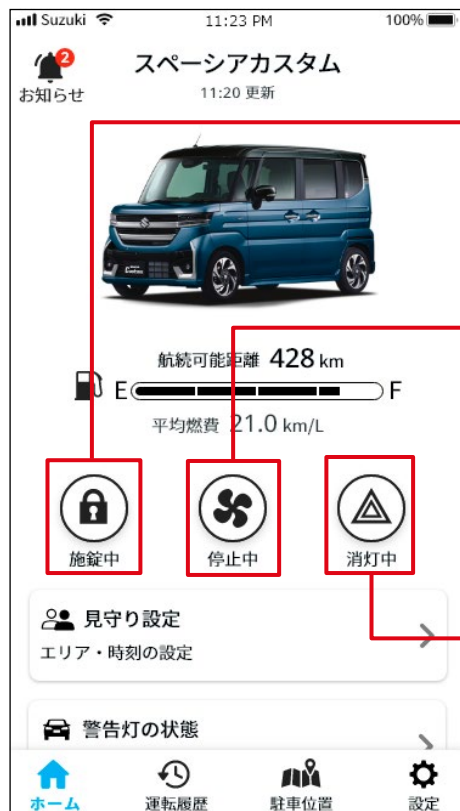 Suzuki 11:23 PM 100%
2
お知らせ
スペーシアカスタム
11:20 更新
航続可能距離 428 km
E F
平均燃費 21.0 km/L
施錠中 停止中 消灯中
見守り設定
エリア・時刻の設定
警告灯の状態
ホーム 運転履歴 駐車位置 設定